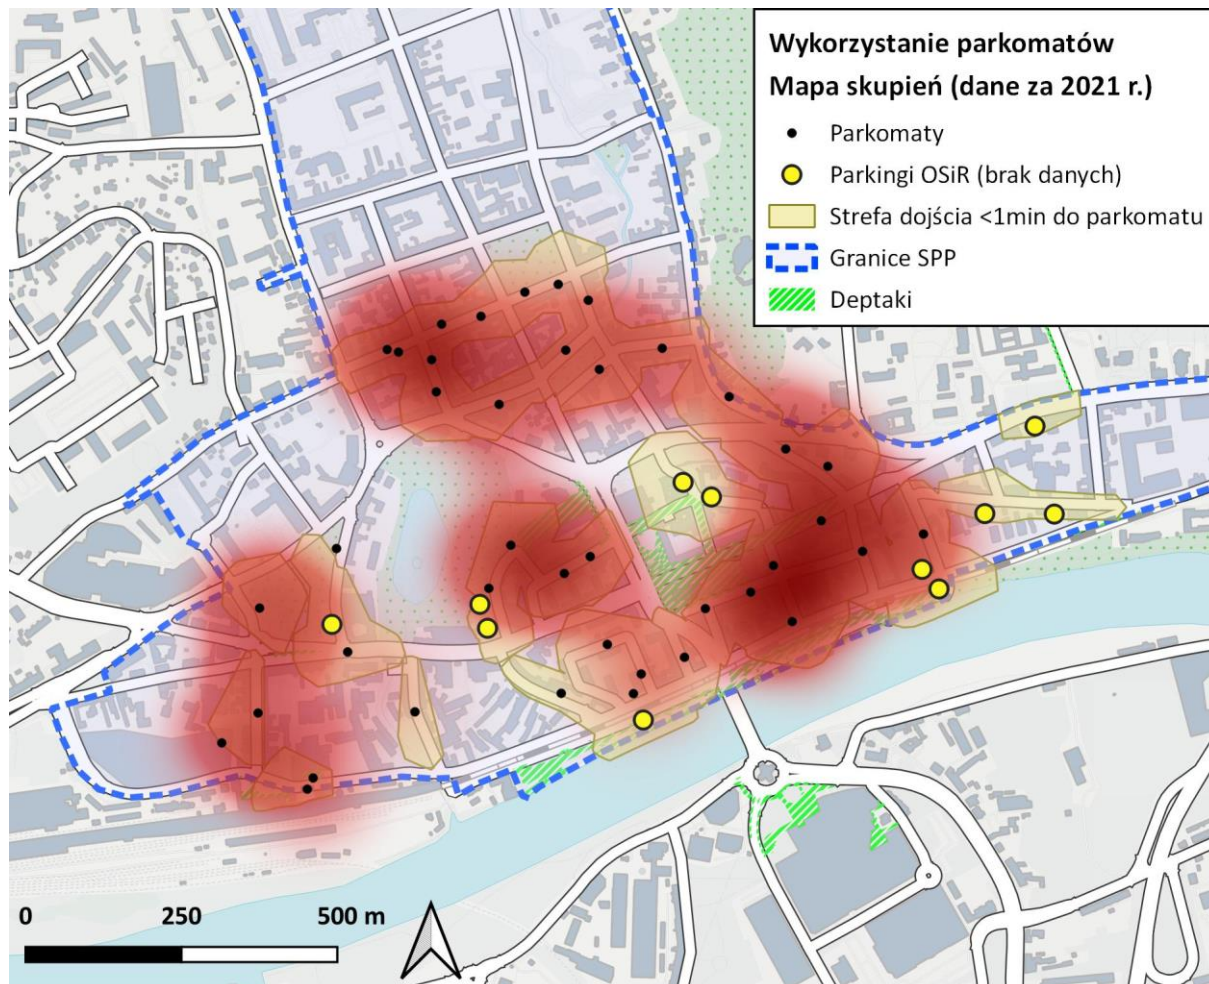 Wykorzystanie parkomatów
Mapa skupień (dane za 2021 r.)
Parkomaty
Parkingi OSiR (brak danych)
Strefa dojścia <1min do parkomatu
Granice SPP
Deptaki
0 250 500 m